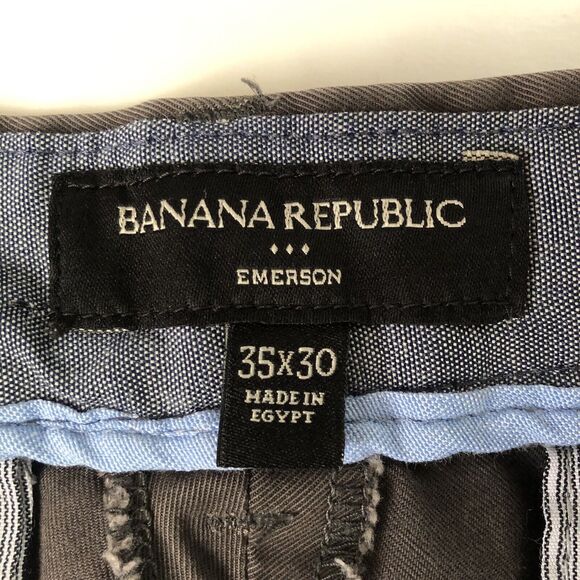 BANANA REPUBLIC
EMERSON
35X30
MADE IN
EGYPT